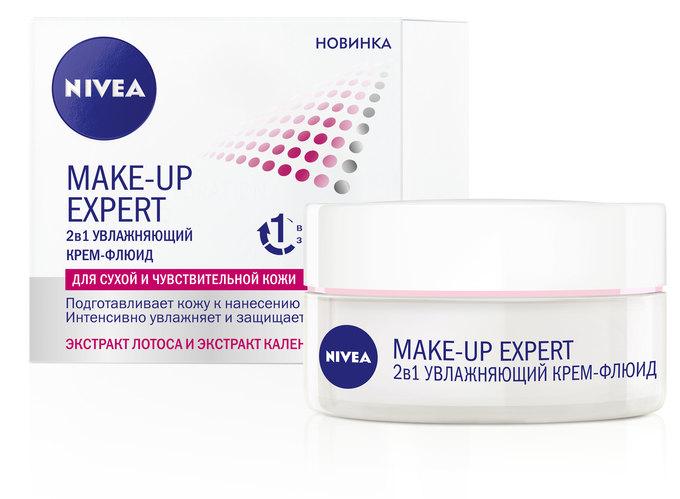 НОВИНКА
NIVEA
MAKE-UP
EXPERT
2в1 УВЛАЖНЯЮЩИЙ
КРЕМ-ФЛЮИД
1 В
З
ДЛЯ СУХОЙ И ЧУВСТВИТЕЛЬНОЙ КОЖИ
Подготавливает кожу к нанесению
Интенсивно увлажняет и защищает
ЭКСТРАКТ ЛОТОСА И ЭКСТРАКТ
NIVEA
MAKE-UP EXPERT
2в1 УВЛАЖНЯЮЩИЙ КРЕМ-ФЛЮИД